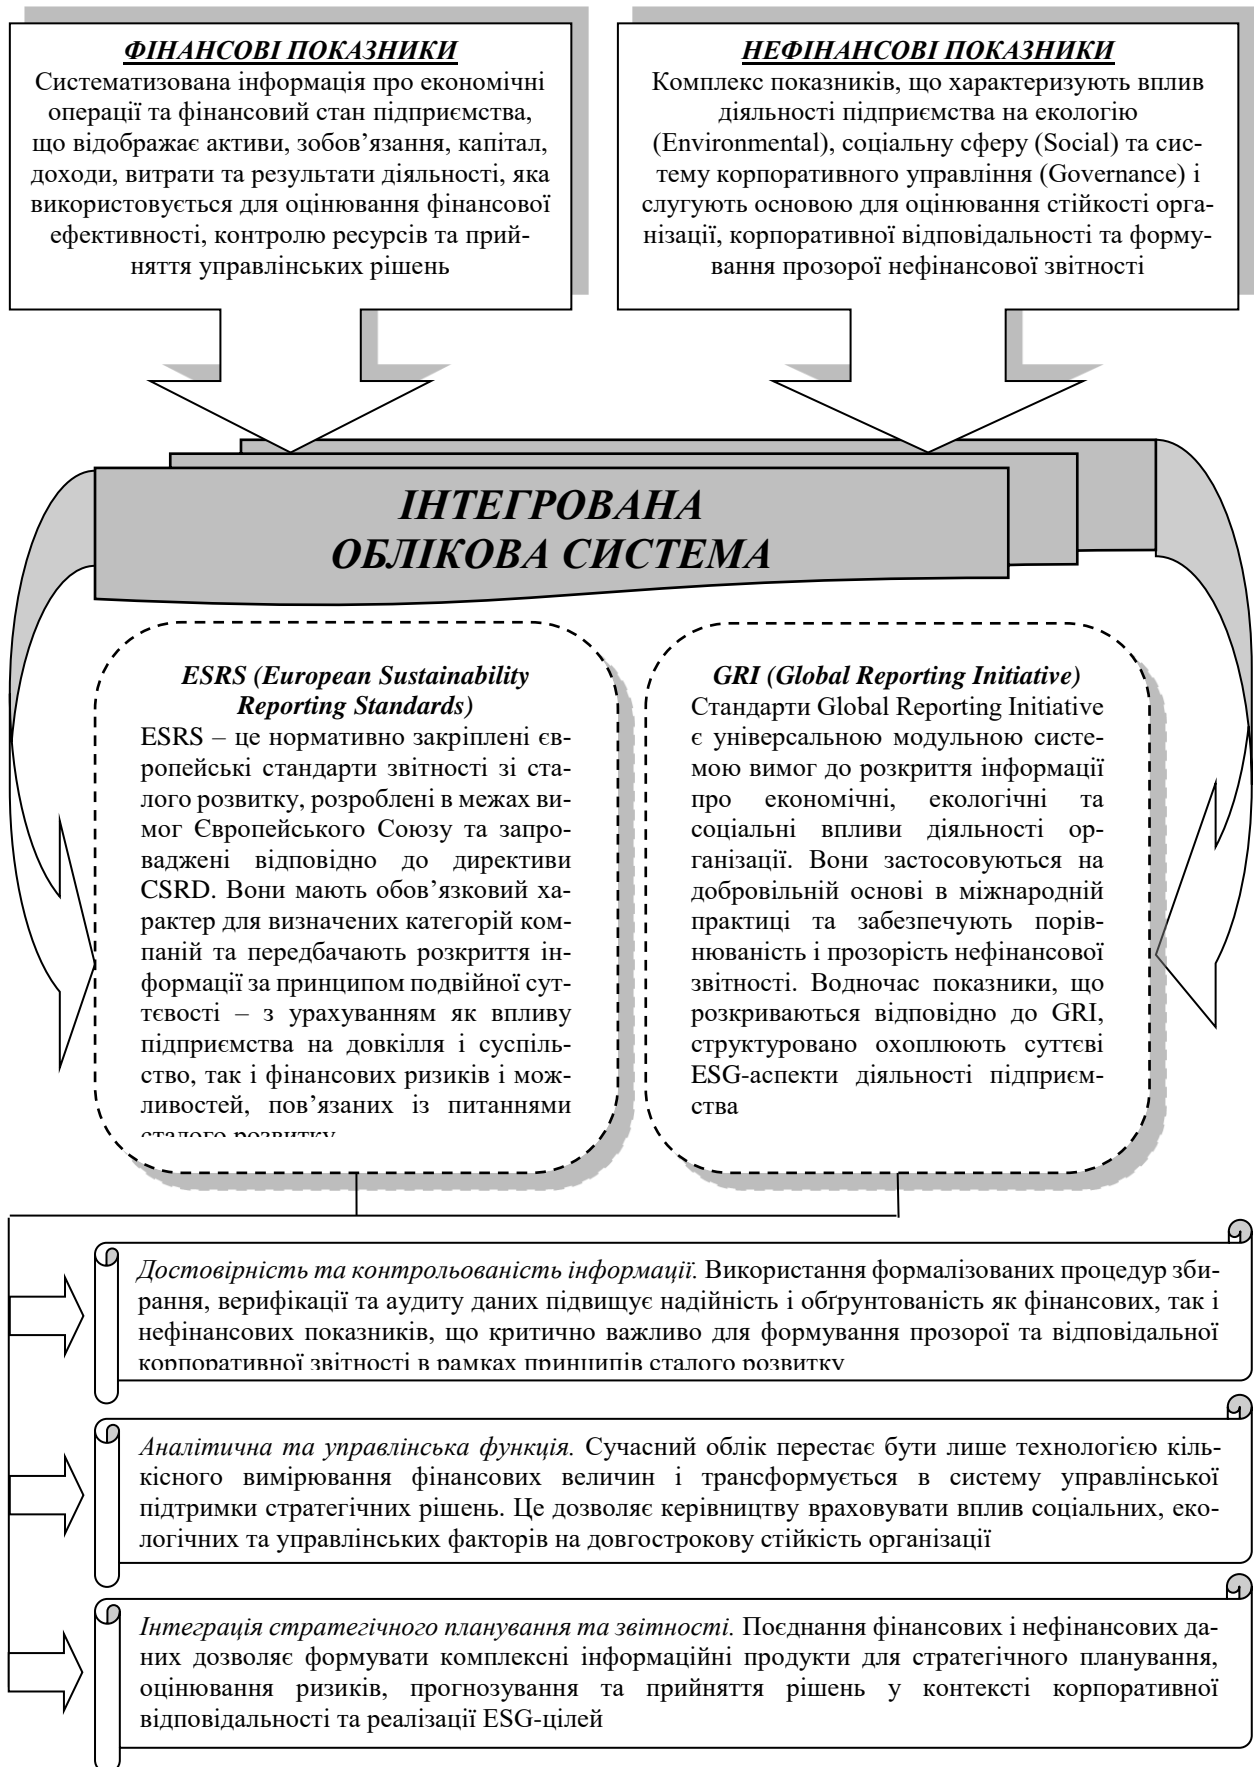 ФІНАНСОВІ ПОКАЗНИКИ
Систематизована інформація про економічні
операції та фінансовий стан підприємства,
що відображає активи, зобов’язання, капітал,
доходи, витрати та результати діяльності, яка
використовується для оцінювання фінансової
ефективності, контролю ресурсів та прий-
няття управлінських рішень
НЕФІНАНСОВІ ПОКАЗНИКИ
Комплекс показників, що характеризують вплив
діяльності підприємства на екологію
(Environmental), соціальну сферу (Social) та сис-
тему корпоративного управління (Governance) і
слугують основою для оцінювання стійкості орга-
нізації, корпоративної відповідальності та форму-
вання прозорої нефінансової звітності
ІНТЕГРОВАНА
ОБЛІКОВА СИСТЕМА
ESRS (European Sustainability
Reporting Standards)
ESRS – це нормативно закріплені єв-
ропейські стандарти звітності зі ста-
лого розвитку, розроблені в межах ви-
мог Європейського Союзу та запро-
ваджені відповідно до директиви
CSRD. Вони мають обов’язковий ха-
рактер для визначених категорій ком-
паній та передбачають розкриття ін-
формації за принципом подвійної сут-
тєвості – з урахуванням як впливу
підприємства на довкілля і суспіль-
ство, так і фінансових ризиків і мож-
ливостей, пов’язаних із питаннями
сталого розвитку
GRI (Global Reporting Initiative)
Стандарти Global Reporting Initiative
є універсальною модульною систе-
мою вимог до розкриття інформації
про економічні, екологічні та
соціальні впливи діяльності ор-
ганізації. Вони застосовуються на
добровільній основі в міжнародній
практиці та забезпечують порів-
нюваність і прозорість нефінансової
звітності. Водночас показники, що
розкриваються відповідно до GRI,
структуровано охоплюють суттєві
ESG-аспекти діяльності підприєм-
ства
Достовірність та контрольованість інформації. Використання формалізованих процедур зби-
рання, верифікації та аудиту даних підвищує надійність і обґрунтованість як фінансових, так і
нефінансових показників, що критично важливо для формування прозорої та відповідальної
корпоративної звітності в рамках принципів сталого розвитку
Аналітична та управлінська функція. Сучасний облік перестає бути лише технологією кіль-
кісного вимірювання фінансових величин і трансформується в систему управлінської
підтримки стратегічних рішень. Це дозволяє керівництву враховувати вплив соціальних, еко-
логічних та управлінських факторів на довгострокову стійкість організації
Інтеграція стратегічного планування та звітності. Поєднання фінансових і нефінансових да-
них дозволяє формувати комплексні інформаційні продукти для стратегічного планування,
оцінювання ризиків, прогнозування та прийняття рішень у контексті корпоративної
відповідальності та реалізації ESG-цілей